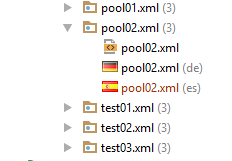 pool01.xml (3)
pool02.xml (3)
pool02.xml
pool02.xml (de)
pool02.xml (es)
test01.xml (3)
test02.xml (3)
test03.xml (3)